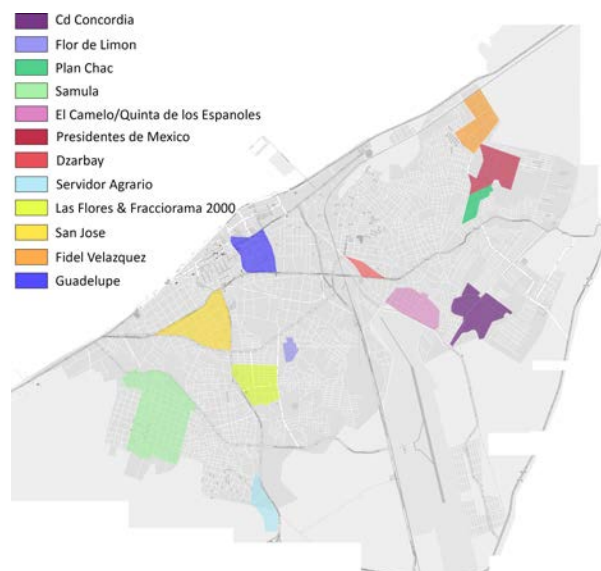 Cd Concordia
Flor de Limon
Plan Chac
Samula
El Camelo/Quinta de los Espanoles
Presidentes de Mexico
Dzarbay
Servidor Agrario
Las Flores & Fracciorama 2000
San Jose
Fidel Velazquez
Guadelupe